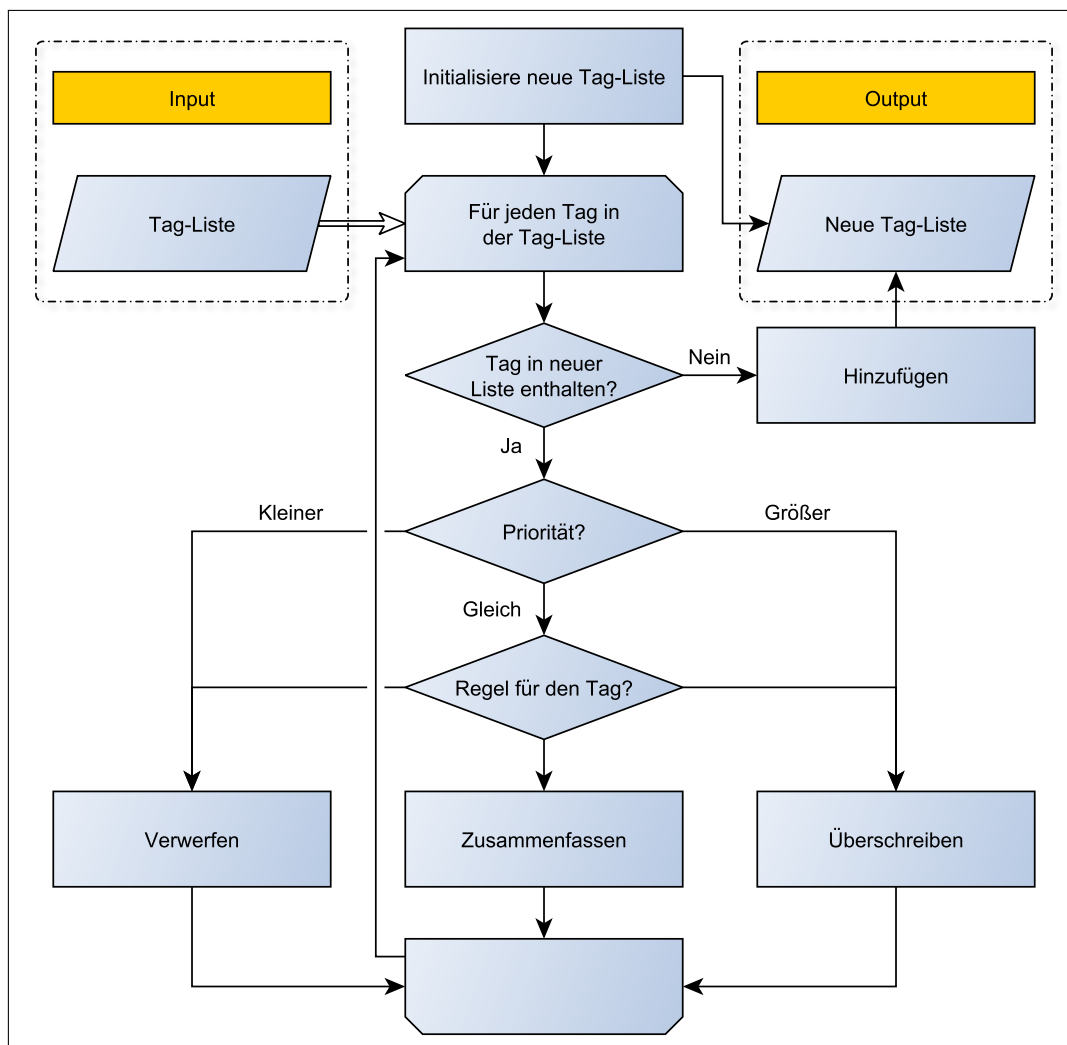 Initialisiere neue Tag-Liste
Input
Output
Tag-Liste
Für jeden Tag in
der Tag-Liste
Neue Tag-Liste
Tag in neuer
Liste enthalten?
Nein
Hinzufügen
Ja
Kleiner
Priorität?
Größer
Gleich
Regel für den Tag?
Verwerfen
Zusammenfassen
Überschreiben